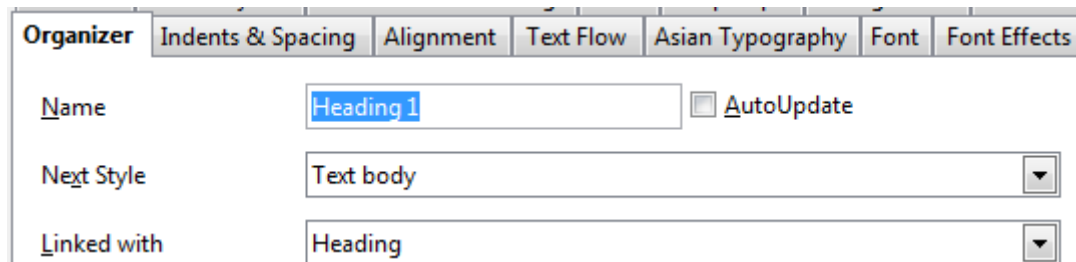 Organizer Indents & Spacing Alignment Text Flow Asian Typography Font Font Effects
Name Heading 1 AutoUpdate
Next Style Text body
Linked with Heading